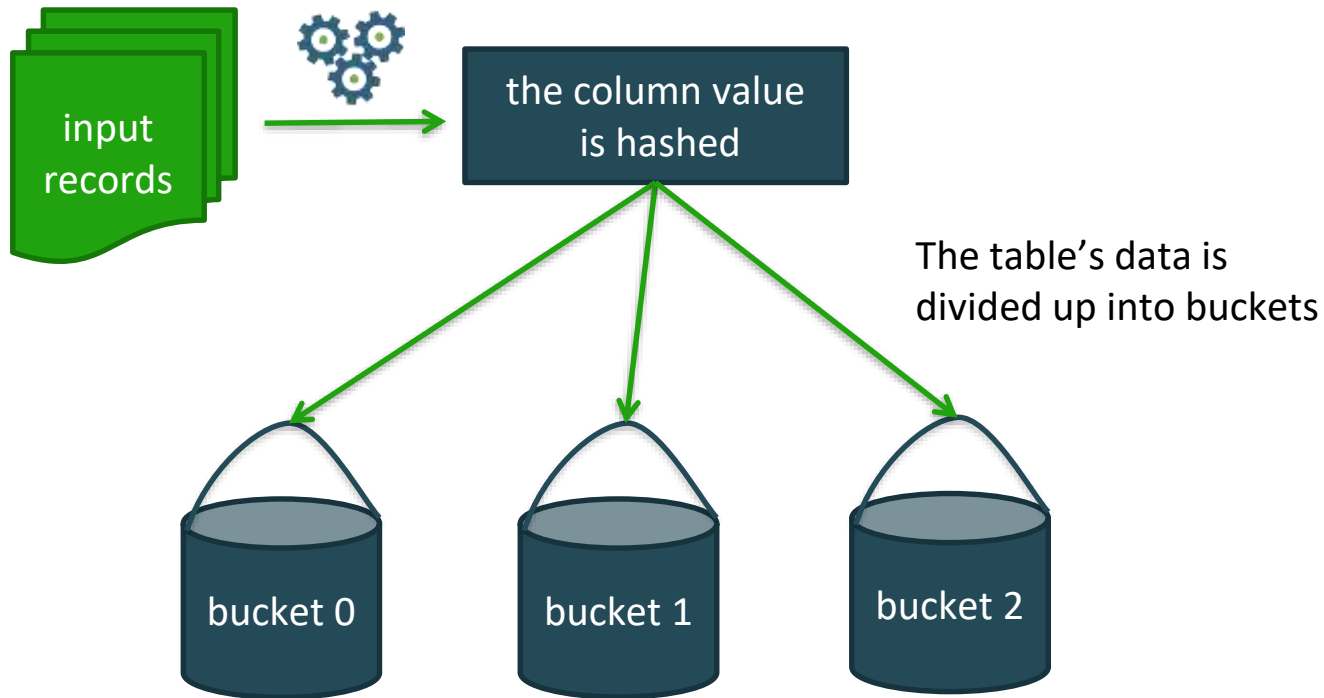 input
records
the column value
is hashed
The table’s data is
divided up into buckets
bucket 0
bucket 1
bucket 2